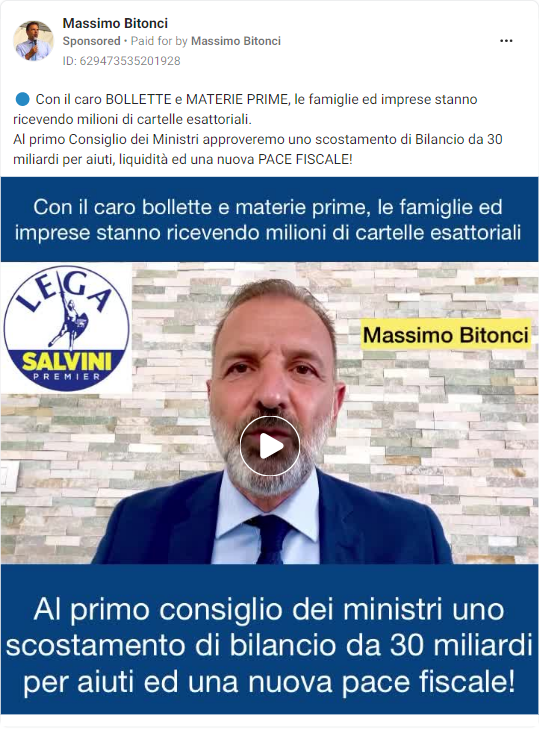 Massimo Bitonci
Sponsored • Paid for by Massimo Bitonci
ID: 629473535201928
🔵 Con il caro BOLLETTE e MATERIE PRIME, le famiglie ed imprese stanno
ricevendo milioni di cartelle esattoriali.
Al primo Consiglio dei Ministri approveremo uno scostamento di Bilancio da 30
miliardi per aiuti, liquidità ed una nuova PACE FISCALE!
Con il caro bollette e materie prime, le famiglie ed
imprese stanno ricevendo milioni di cartelle esattoriali
LEGA
SALVINI
PREMIER
Massimo Bitonci
Al primo consiglio dei ministri uno
scostamento di bilancio da 30 miliardi
per aiuti ed una nuova pace fiscale!